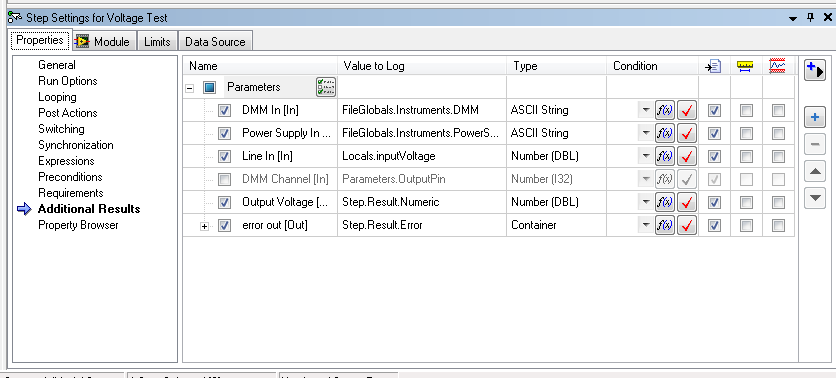 Step Settings for Voltage Test
Properties Module Limits Data Source
General
Run Options
Looping
Post Actions
Switching
Synchronization
Expressions
Preconditions
Requirements
Additional Results
Property Browser
Name Value to Log Type Condition
Parameters
DMM In [In] FileGlobals.Instruments.DMM ASCII String f(x)
Power Supply In ... FileGlobals.Instruments.PowerS... ASCII String f(x)
Line In [In] Locals.inputVoltage Number (DBL) f(x)
DMM Channel [In] Parameters.OutputPin Number (I32) f(x)
Output Voltage [... Step.Result.Numeric Number (DBL) f(x)
error out [Out] Step.Result.Error Container f(x)